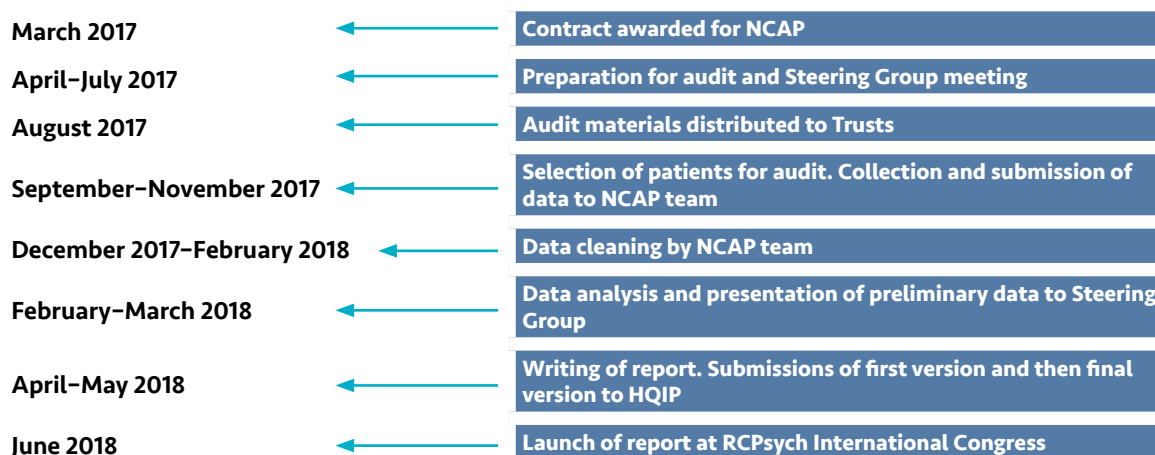 March 2017
Contract awarded for NCAP
April–July 2017
Preparation for audit and Steering Group meeting
August 2017
Audit materials distributed to Trusts
September–November 2017
Selection of patients for audit. Collection and submission of
data to NCAP team
December 2017–February 2018
Data cleaning by NCAP team
February–March 2018
Data analysis and presentation of preliminary data to Steering
Group
April–May 2018
Writing of report. Submissions of first version and then final
version to HQIP
June 2018
Launch of report at RCPsych International Congress